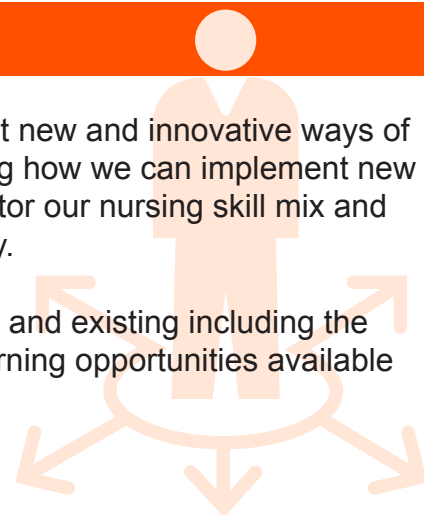 t new and innovative ways of
g how we can implement new
tor our nursing skill mix and
y.
and existing including the
rning opportunities available